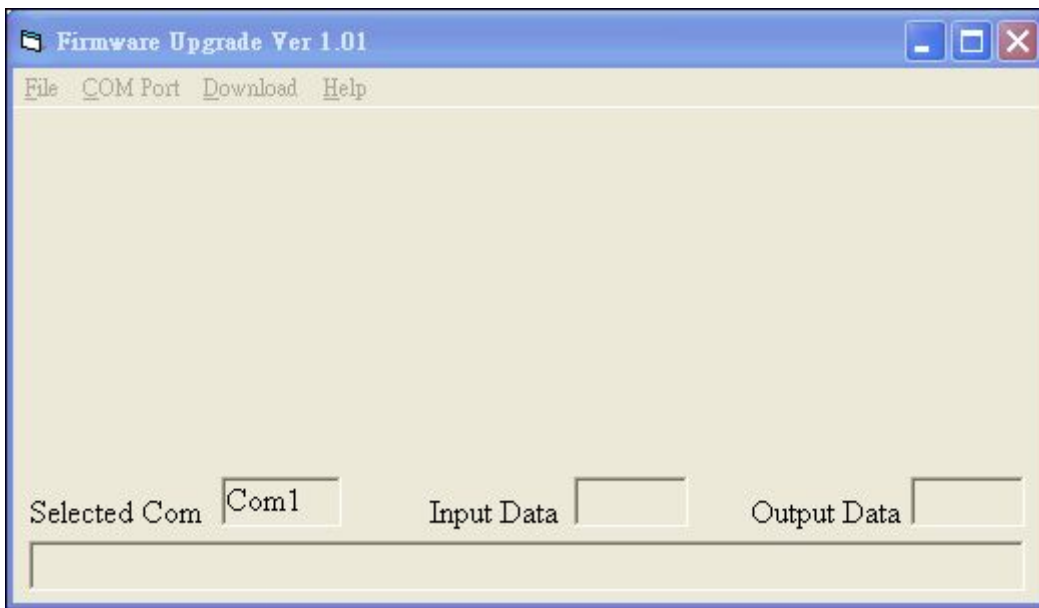 Firmware Upgrade Ver 1.01
File COM Port Download Help
Selected Com Com1 Input Data Output Data